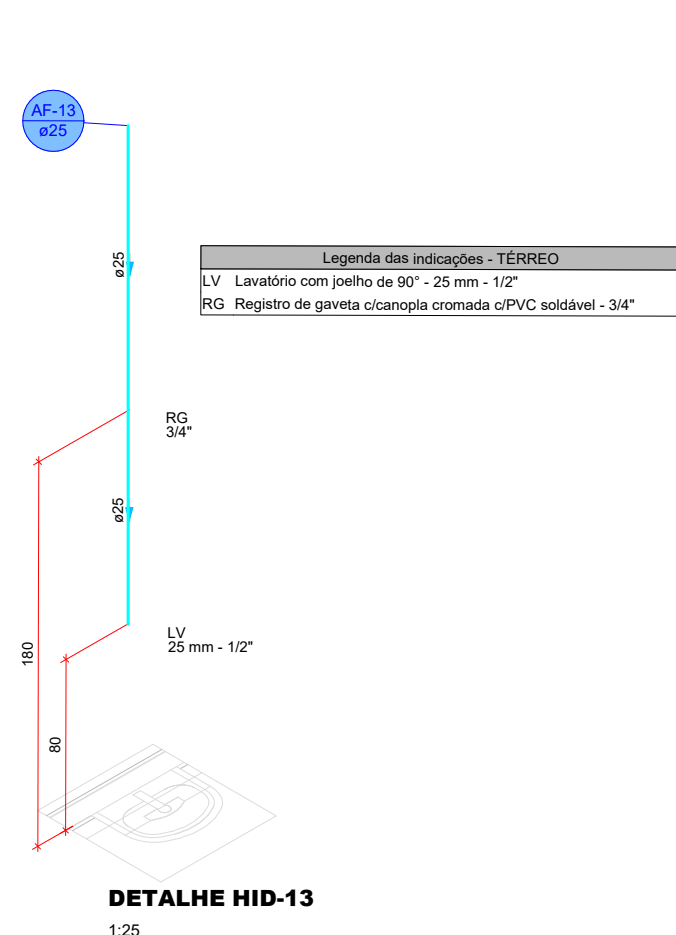 AF-13
ø25
ø25
Legenda das indicações - TÉRREO
LV Lavatório com joelho de 90° - 25 mm - 1/2"
RG Registro de gaveta c/canopla cromada c/PVC soldável - 3/4"
RG
3/4"
ø25
LV
25 mm - 1/2"
180
80
DETALHE HID-13
1:25